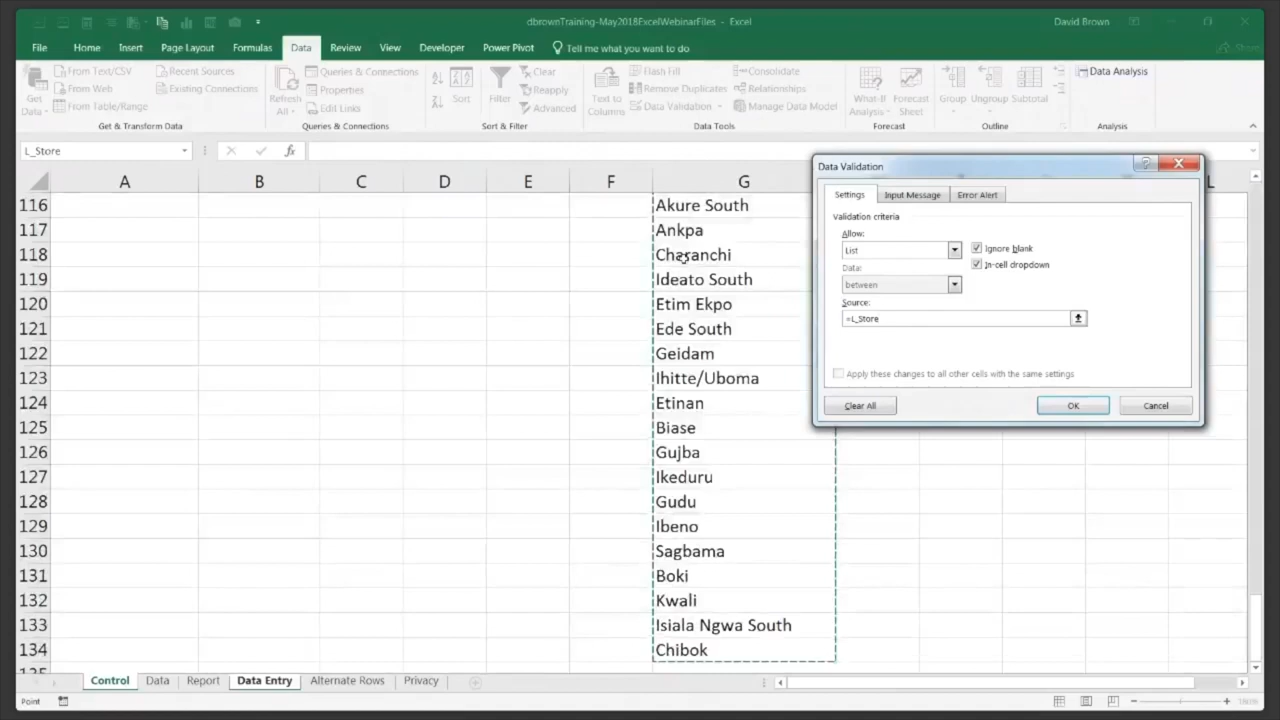 dbrownTraining-May2018ExcelWebinarFiles - Excel
David Brown
File Home Insert Page Layout Formulas Data Review View Developer Power Pivot Tell me what you want to do Share
From Text/CSV Recent Sources
From Web Existing Connections
From Table/Range
Get Data
Get & Transform Data
Refresh All
Queries & Connections
Properties
Edit Links
Queries & Connections
Sort
Filter
Clear
Reapply
Advanced
Sort & Filter
Text to Columns
Flash Fill
Remove Duplicates
Data Validation
Consolidate
Relationships
Manage Data Model
Data Tools
What-If Analysis
Forecast Sheet
Forecast
Group Ungroup Subtotal
Outline
Data Analysis
Analysis
L_Store
fx
A B C D E F G L
116 Akure South
117 Ankpa
118 Charanchi
119 Ideato South
120 Etim Ekpo
121 Ede South
122 Geidam
123 Ihitte/Uboma
124 Etinan
125 Biase
126 Gujba
127 Ikeduru
128 Gudu
129 Ibeno
130 Sagbama
131 Boki
132 Kwali
133 Isiala Ngwa South
134 Chibok
135
Data Validation
? X
Settings Input Message Error Alert
Validation criteria
Allow:
List
Ignore blank
In-cell dropdown
Data:
between
Source:
=L_Store
Apply these changes to all other cells with the same settings
Clear All OK Cancel
Control Data Report Data Entry Alternate Rows Privacy
Point